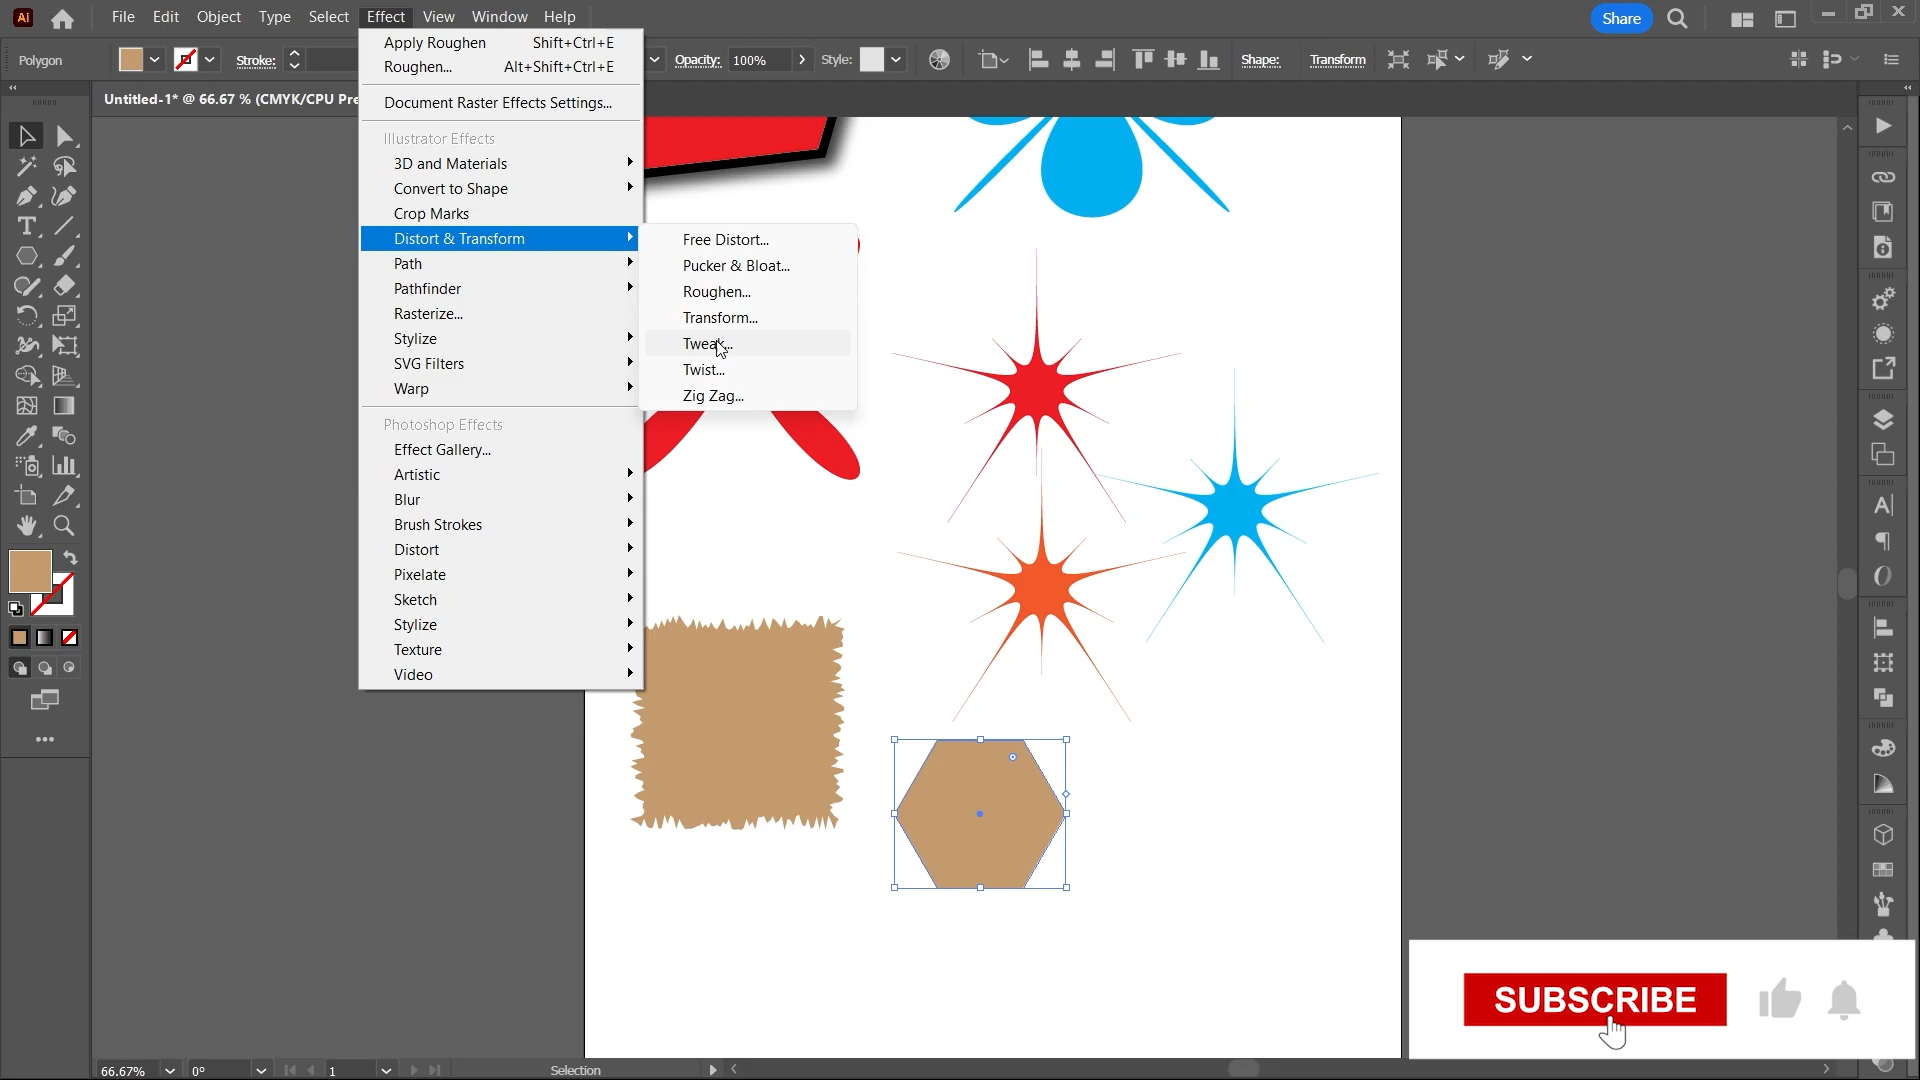 Ai File Edit Object Type Select Effect View Window Help Share
Polygon Stroke: Opacity: 100% Style: Shape: Transform
Untitled-1* @ 66.67 % (CMYK/CPU Pre
Apply Roughen Shift+Ctrl+E
Roughen... Alt+Shift+Ctrl+E
Document Raster Effects Settings...
Illustrator Effects
3D and Materials
Convert to Shape
Crop Marks
Distort & Transform
Path
Pathfinder
Rasterize...
Stylize
SVG Filters
Warp
Photoshop Effects
Effect Gallery...
Artistic
Blur
Brush Strokes
Distort
Pixelate
Sketch
Stylize
Texture
Video
Free Distort...
Pucker & Bloat...
Roughen...
Transform...
Tweak...
Twist...
Zig Zag...
SUBSCRIBE
66.67% 0° 1 Selection